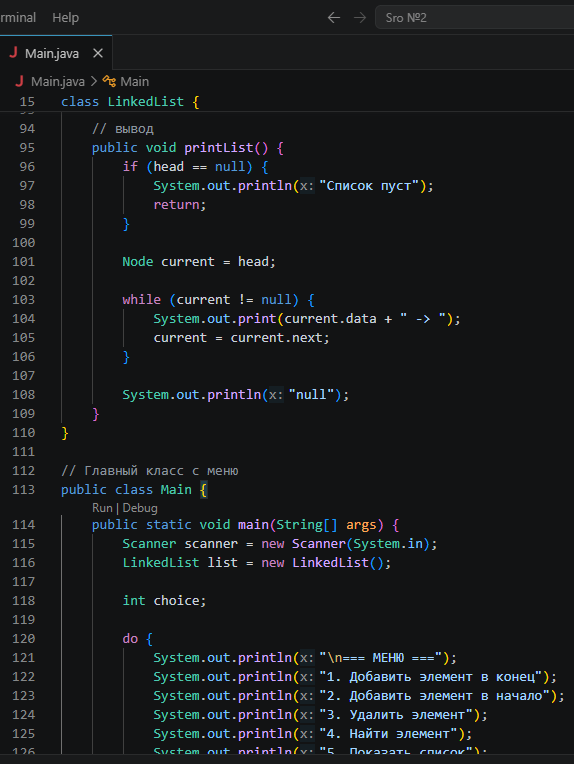 rminal Help
Sro №2
Main.java
Main.java > Main
15 class LinkedList {
94 // вывод
95 public void printList() {
96 if (head == null) {
97 System.out.println(x: "Список пуст");
98 return;
99 }
100
101 Node current = head;
102
103 while (current != null) {
104 System.out.print(current.data + " -> ");
105 current = current.next;
106 }
107
108 System.out.println(x: "null");
109 }
110 }
111
112 // Главный класс с меню
113 public class Main {
Run | Debug
114 public static void main(String[] args) {
115 Scanner scanner = new Scanner(System.in);
116 LinkedList list = new LinkedList();
117
118 int choice;
119
120 do {
121 System.out.println(x: "\n=== МЕНЮ ===");
122 System.out.println(x: "1. Добавить элемент в конец");
123 System.out.println(x: "2. Добавить элемент в начало");
124 System.out.println(x: "3. Удалить элемент");
125 System.out.println(x: "4. Найти элемент");
126 System.out.println(x: "5. Показать список");